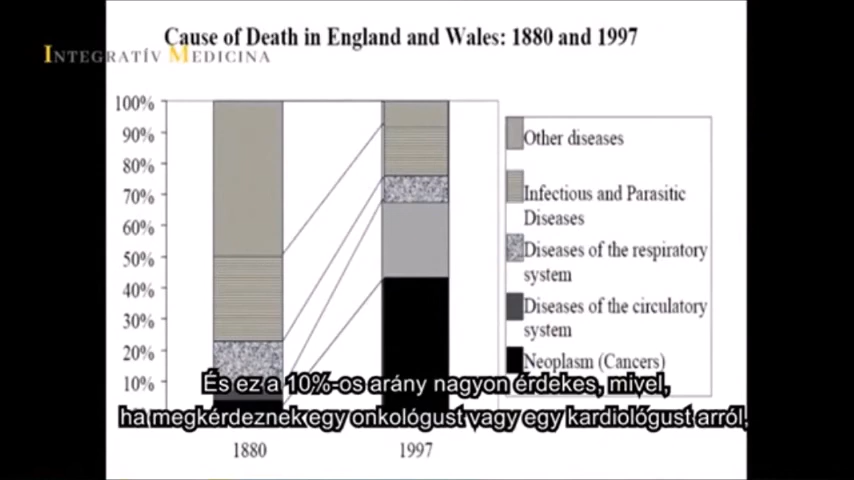 Cause of Death in England and Wales: 1880 and 1997
INTEGRATÍV MEDICINA
100%
90%
80%
70%
60%
50%
40%
30%
20%
10%
1880
1997
Other diseases
Infectious and Parasitic
Diseases
Diseases of the respiratory
system
Diseases of the circulatory
system
Neoplasm (Cancers)
És ez a 10%-os arány nagyon érdekes, mivel,
ha megkérdeznek egy onkológust vagy egy kardiológust arról,